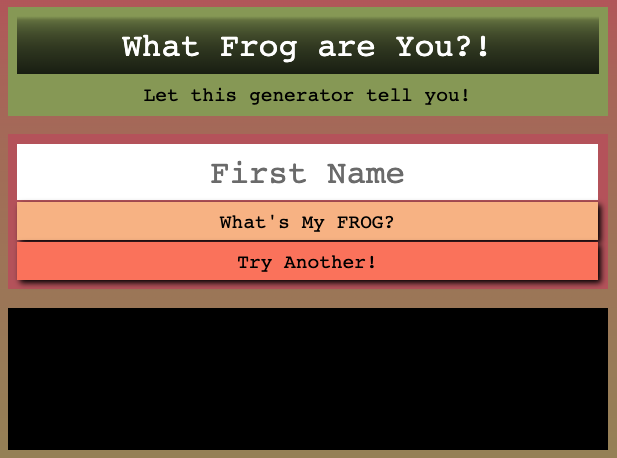 What Frog are You?!
Let this generator tell you!
First Name
What's My FROG?
Try Another!